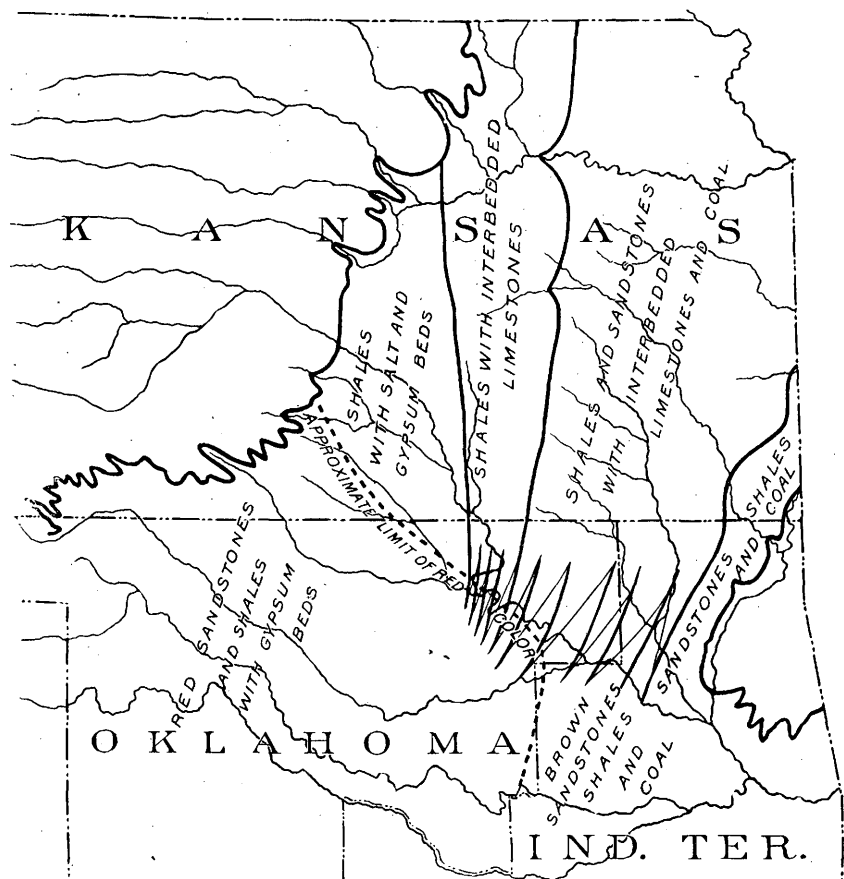 KANSAS
SHALES WITH INTERBEDDED
LIMESTONES
SHALES AND SANDSTONES
WITH INTERBEDDED
LIMESTONES AND COAL
SHALES
WITH SALT AND
GYPSUM BEDS
APPROXIMATE LIMIT OF RED
COLOR
SANDSTONES AND SHALES
COAL
RED SANDSTONES
AND SHALES
WITH GYPSUM
BEDS
BROWN
SANDSTONES
SHALES
AND
COAL
OKLAHOMA
IND. TER.